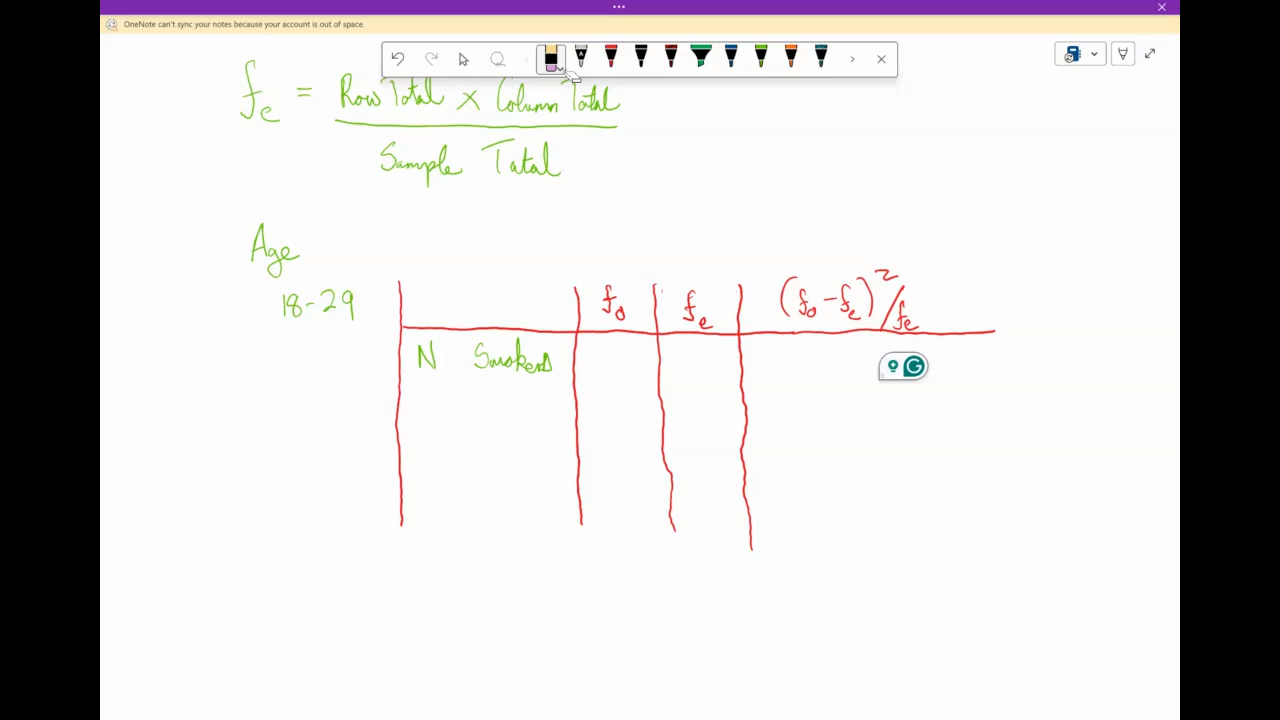 OneNote can't sync your notes because your account is out of space.
fe = Row Total x Column Total
Sample Tatal
Age
18-29
fo fe (fo - fe)²/fe
N Smokers